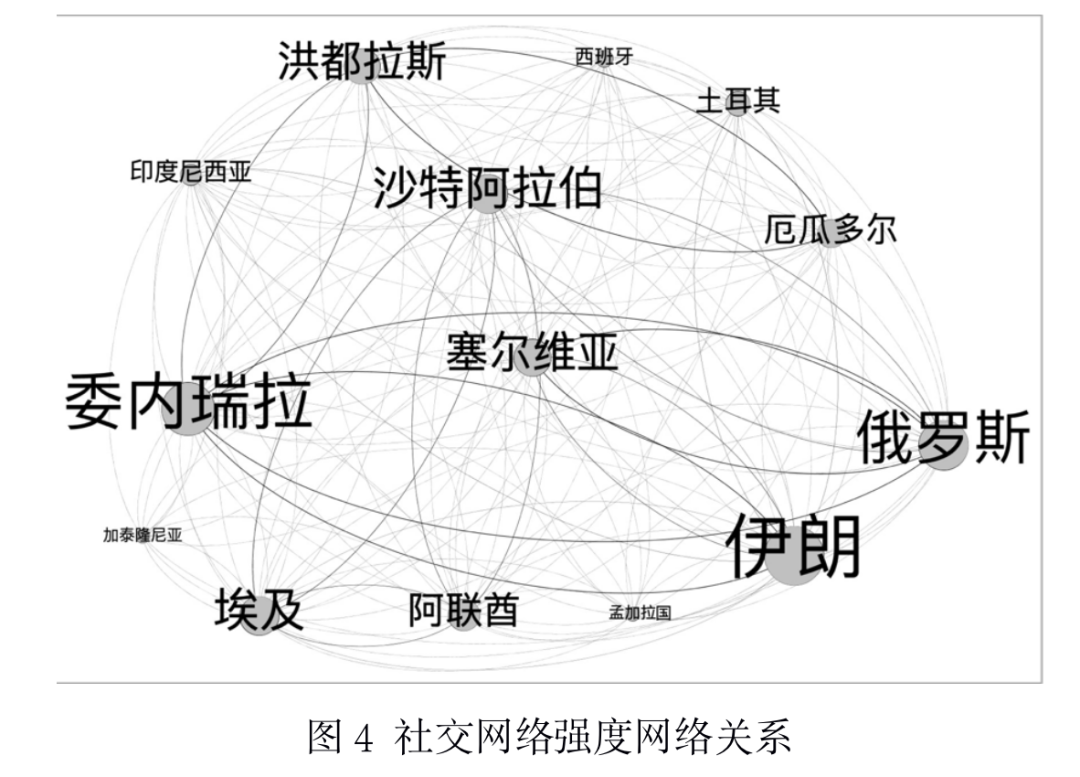 洪都拉斯
西班牙
土耳其
印度尼西亚
沙特阿拉伯
厄瓜多尔
塞尔维亚
委内瑞拉
俄罗斯
加泰隆尼亚
伊朗
埃及
阿联酋
孟加拉国
图 4 社交网络强度网络关系